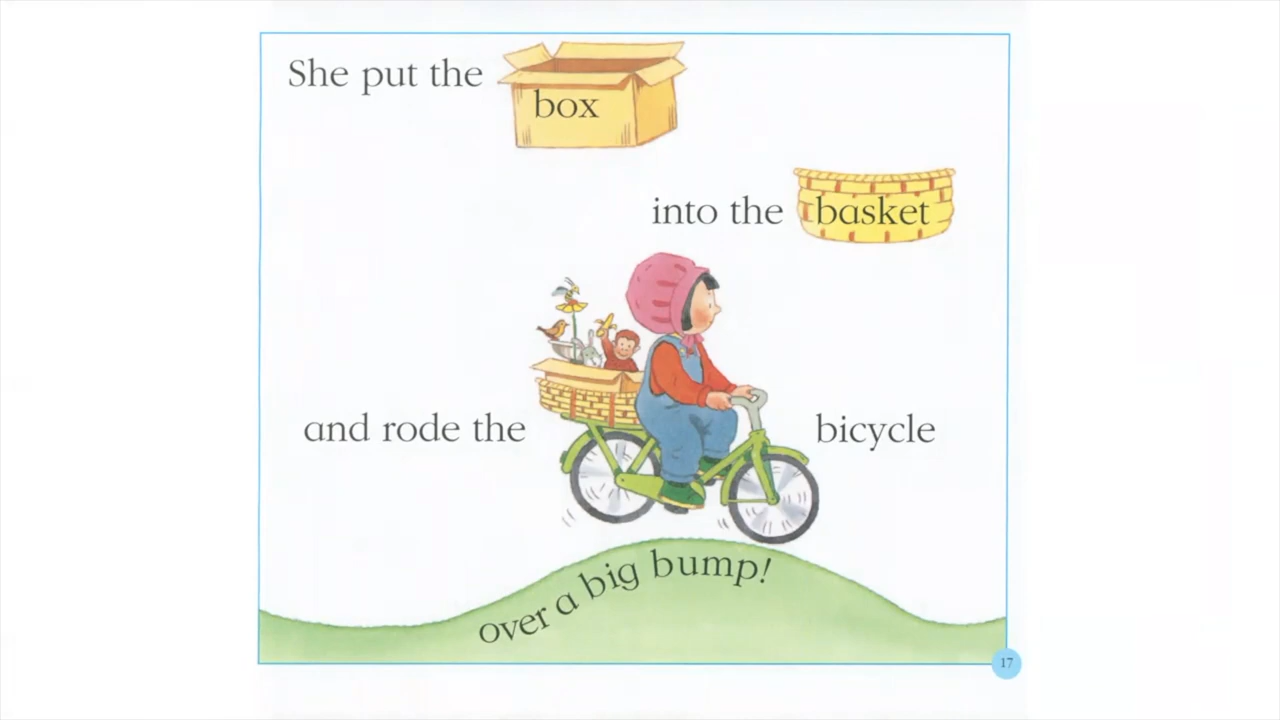 She put the box
into the basket
and rode the bicycle
over a big bump!
17